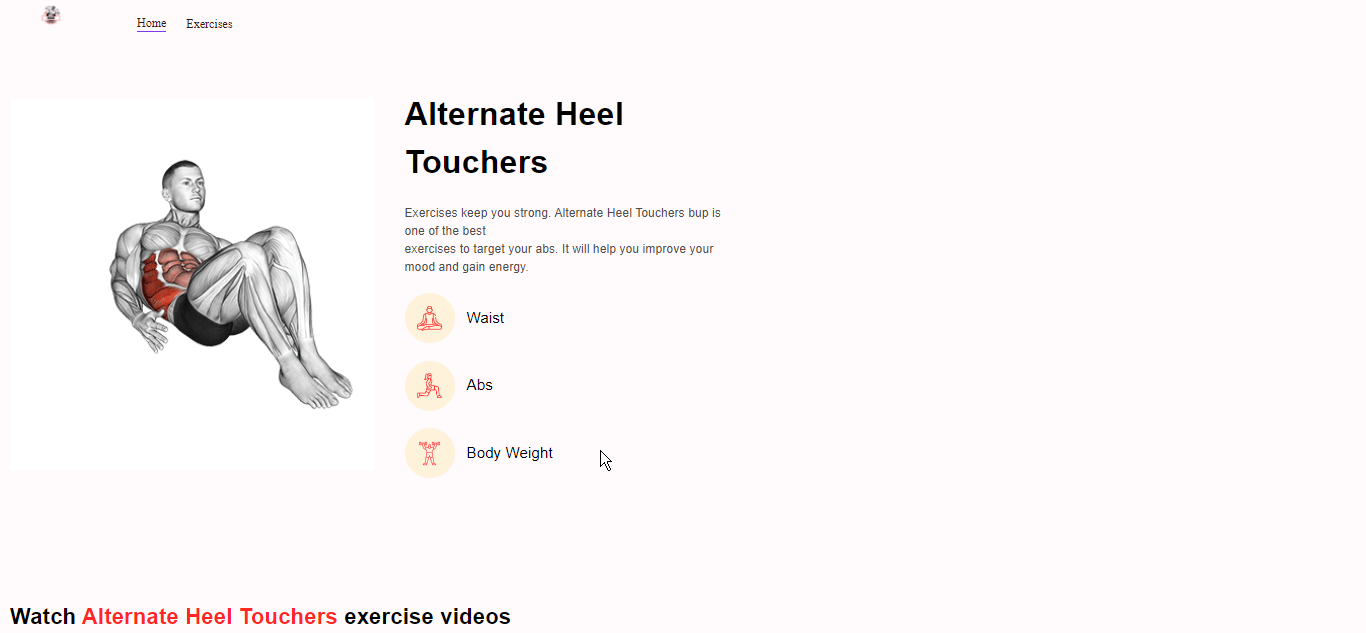 Home
Exercises
Alternate Heel
Touchers
Exercises keep you strong. Alternate Heel Touchers bup is
one of the best
exercises to target your abs. It will help you improve your
mood and gain energy.
Waist
Abs
Body Weight
Watch Alternate Heel Touchers exercise videos